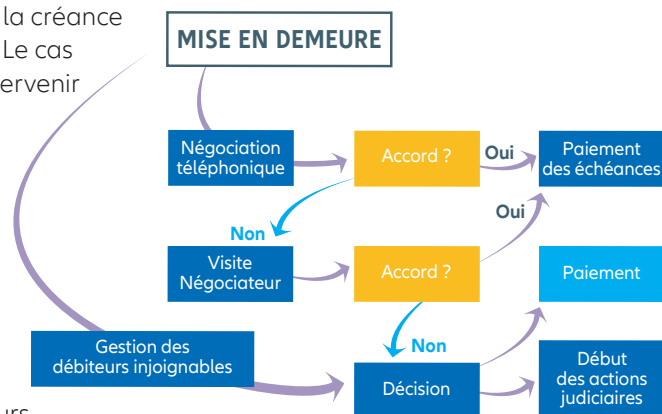 la créance
Le cas
MISE EN DEMEURE
ervenir
Négociation
téléphonique
Accord ?
Oui
Paiement
des échéances
Oui
Non
Visite
Négociateur
Accord ?
Paiement
Non
Gestion des
débiteurs injoignables
Décision
Début
des actions
judiciaires
urs